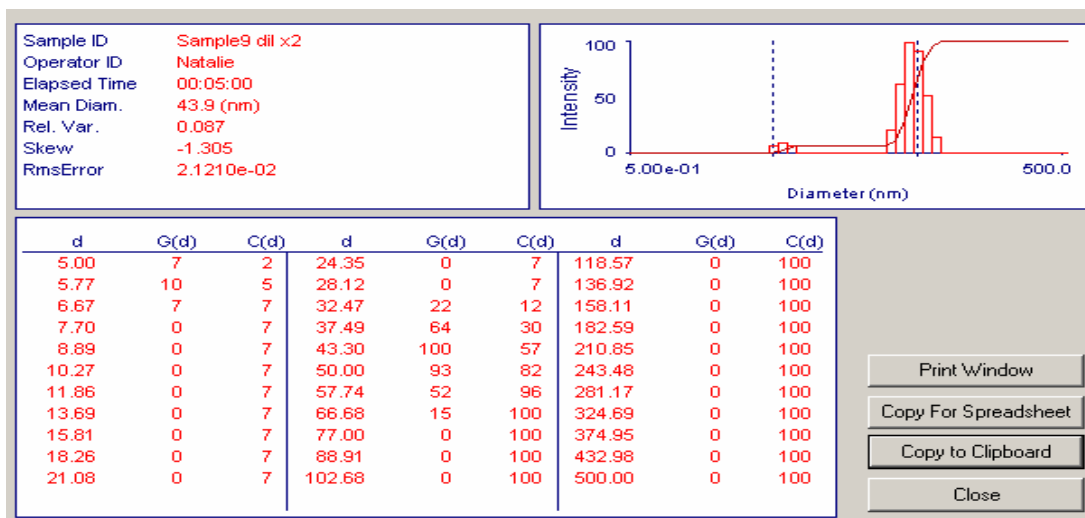 Sample ID Sample9 dil x2
Operator ID Natalie
Elapsed Time 00:05:00
Mean Diam. 43.9 (nm)
Rel. Var. 0.087
Skew -1.305
RmsError 2.1210e-02
100
50
0
Intensity
5.00e-01 500.0
Diameter (nm)
d G(d) C(d) d G(d) C(d) d G(d) C(d)
5.00 7 2 24.35 0 7 118.57 0 100
5.77 10 5 28.12 0 7 136.92 0 100
6.67 7 7 32.47 22 12 158.11 0 100
7.70 0 7 37.49 64 30 182.59 0 100
8.89 0 7 43.30 100 57 210.85 0 100
10.27 0 7 50.00 93 82 243.48 0 100
11.86 0 7 57.74 52 96 281.17 0 100
13.69 0 7 66.68 15 100 324.69 0 100
15.81 0 7 77.00 0 100 374.95 0 100
18.26 0 7 88.91 0 100 432.98 0 100
21.08 0 7 102.68 0 100 500.00 0 100
Print Window
Copy For Spreadsheet
Copy to Clipboard
Close